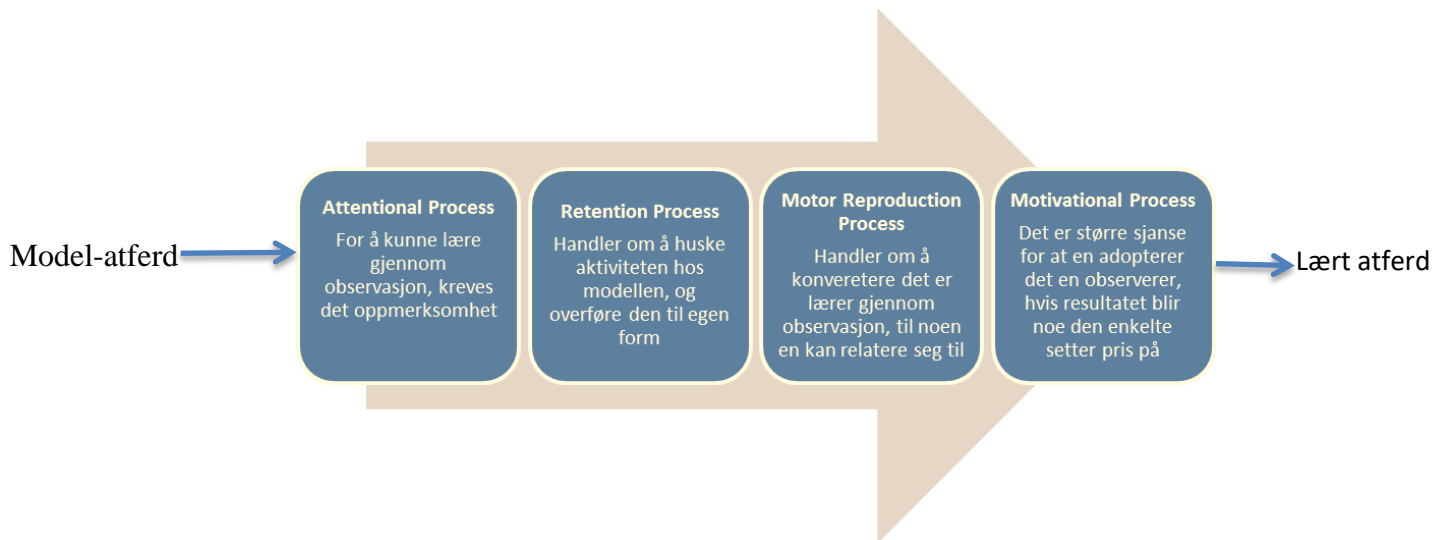 Model-atferd
Attentional Process
For å kunne lære
gjennom
observasjon, kreves
det oppmerksomhet
Retention Process
Handler om å huske
aktiviteten hos
modellen, og
overføre den til egen
form
Motor Reproduction
Process
Handler om å
konveretere det er
lærer gjennom
observasjon, til noen
en kan relatere seg til
Motivational Process
Det er større sjanse
for at en adopterer
det en observerer,
hvis resultatet blir
noe den enkelte
setter pris på
Lært atferd